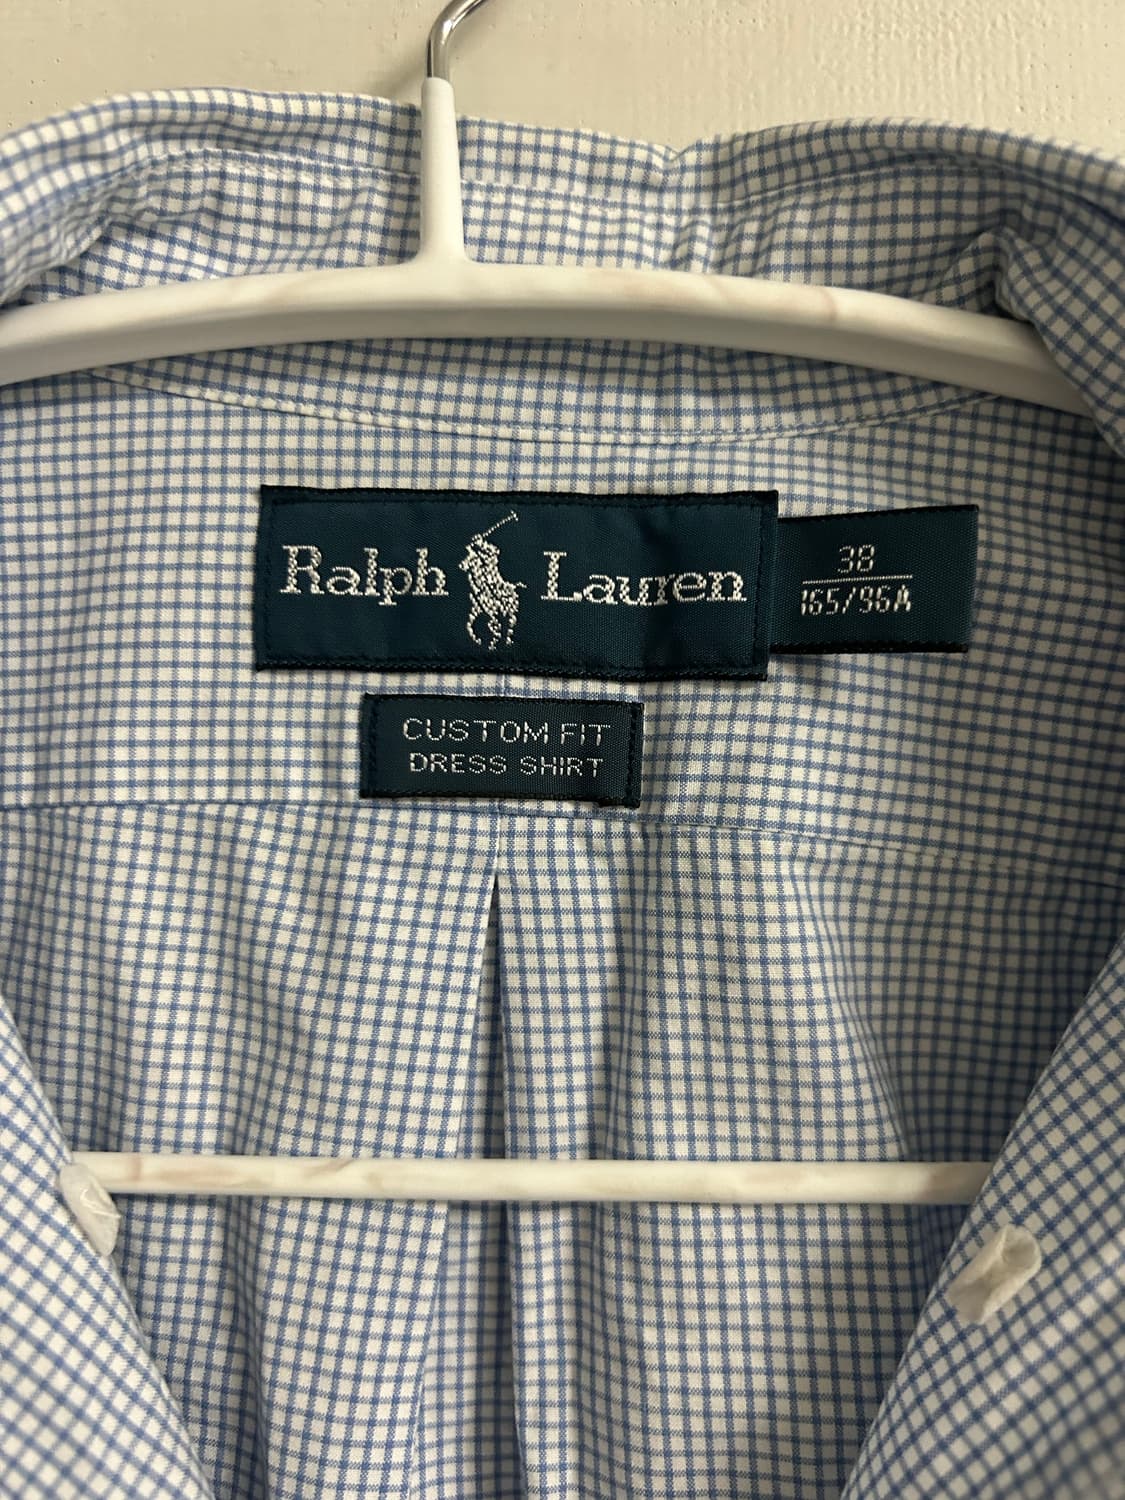 Ralph Lauren
38
165/96A
CUSTOM FIT
DRESS SHIRT